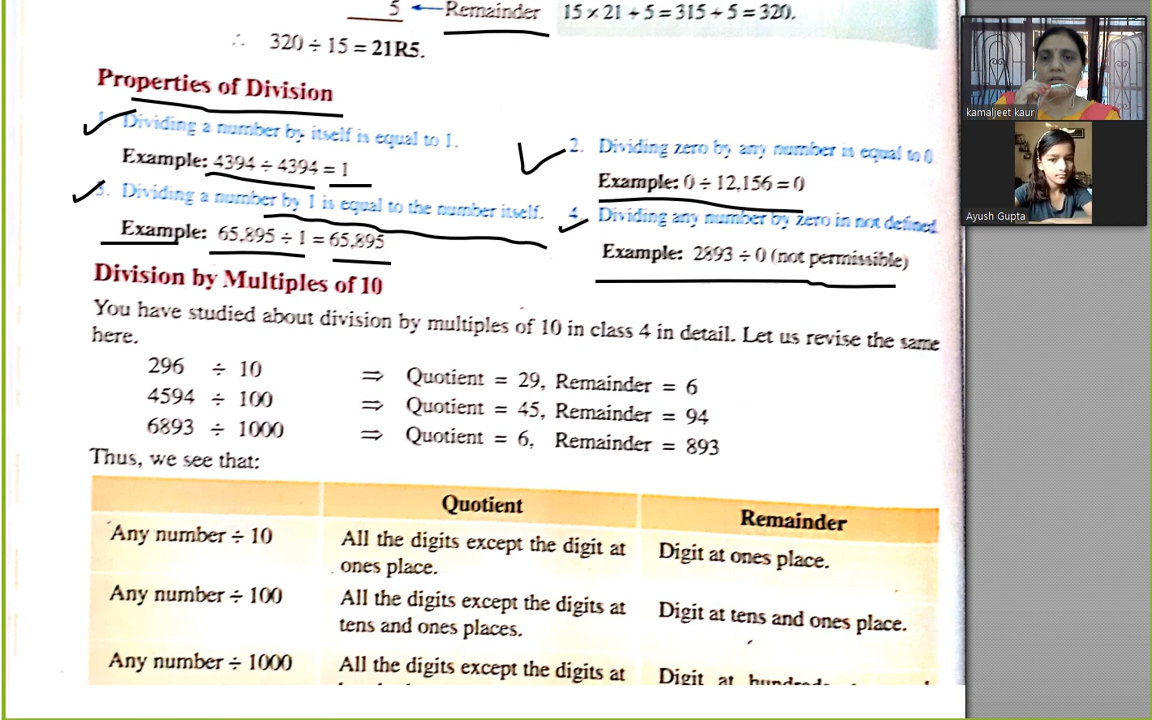 5 ←Remainder
15 × 21 + 5 = 315 + 5 = 320.
∴ 320 ÷ 15 = 21R5.
Properties of Division
1. Dividing a number by itself is equal to 1.
Example: 4394 ÷ 4394 = 1
2. Dividing zero by any number is equal to 0.
Example: 0 ÷ 12,156 = 0
3. Dividing a number by 1 is equal to the number itself.
Example: 65,895 ÷ 1 = 65,895
4. Dividing any number by zero in not defined.
Example: 2893 ÷ 0 (not permissible)
Division by Multiples of 10
You have studied about division by multiples of 10 in class 4 in detail. Let us revise the same
here.
296 ÷ 10 ⇒ Quotient = 29, Remainder = 6
4594 ÷ 100 ⇒ Quotient = 45, Remainder = 94
6893 ÷ 1000 ⇒ Quotient = 6, Remainder = 893
Thus, we see that:
Quotient Remainder
Any number ÷ 10 All the digits except the digit at Digit at ones place.
ones place.
Any number ÷ 100 All the digits except the digits at Digit at tens and ones place.
tens and ones places.
Any number ÷ 1000 All the digits except the digits at Digit at
kamaljeet kaur
Ayush Gupta